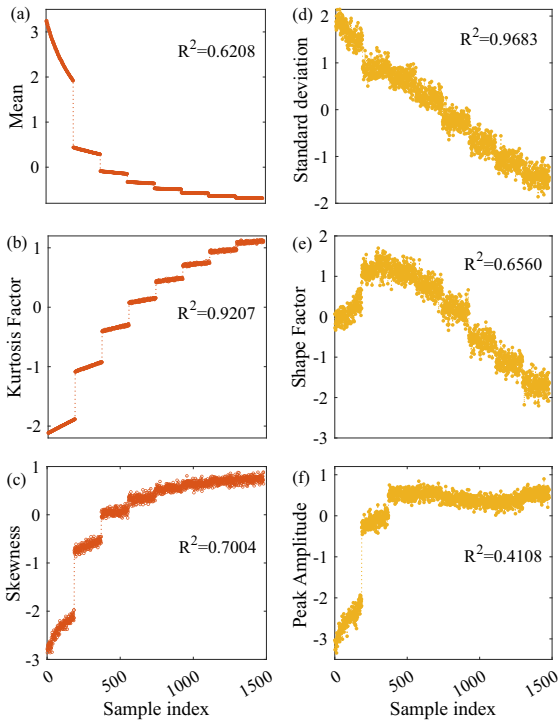 (a)
3
2
1
0
Mean
R²=0.6208
(d)
2
1
0
-1
-2
Standard deviation
R²=0.9683
(b)
1
0
-1
-2
Kurtosis Factor
R²=0.9207
(e)
2
1
0
-1
-2
-3
Shape Factor
R²=0.6560
(c)
1
0
-1
-2
-3
Skewness
R²=0.7004
0
500
1000
1500
Sample index
(f)
1
0
-1
-2
-3
Peak Amplitude
R²=0.4108
0
500
1000
1500
Sample index